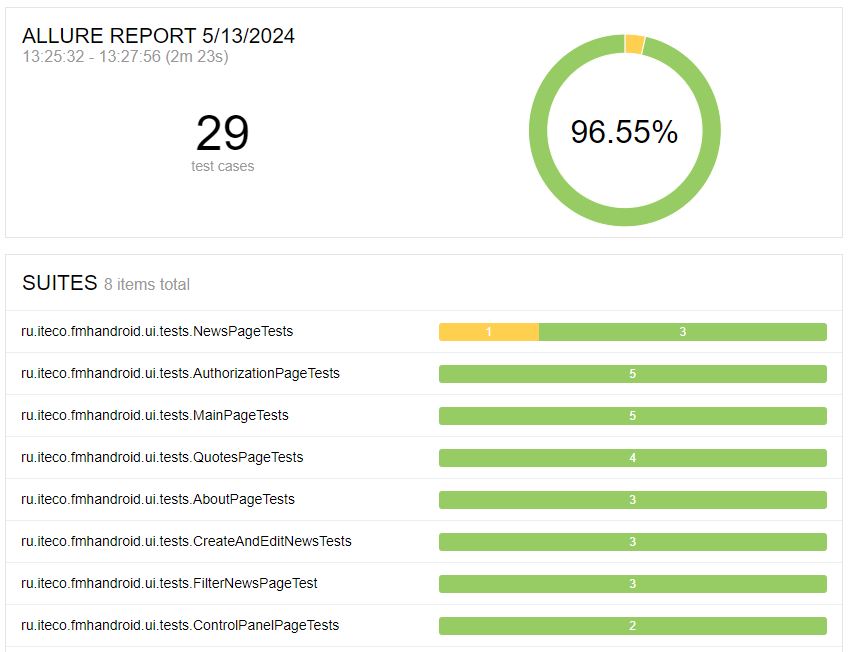 ALLURE REPORT 5/13/2024
13:25:32 - 13:27:56 (2m 23s)
29
test cases
96.55%
SUITES 8 items total
ru.iteco.fmhandroid.ui.tests.NewsPageTests 1 3
ru.iteco.fmhandroid.ui.tests.AuthorizationPageTests 5
ru.iteco.fmhandroid.ui.tests.MainPageTests 5
ru.iteco.fmhandroid.ui.tests.QuotesPageTests 4
ru.iteco.fmhandroid.ui.tests.AboutPageTests 3
ru.iteco.fmhandroid.ui.tests.CreateAndEditNewsTests 3
ru.iteco.fmhandroid.ui.tests.FilterNewsPageTest 3
ru.iteco.fmhandroid.ui.tests.ControlPanelPageTests 2